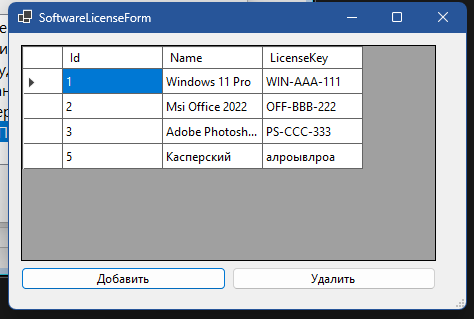 SoftwareLicenseForm
Id Name LicenseKey
1 Windows 11 Pro WIN-AAA-111
2 Msi Office 2022 OFF-BBB-222
3 Adobe Photosh... PS-CCC-333
5 Касперский алроывлроа
Добавить Удалить